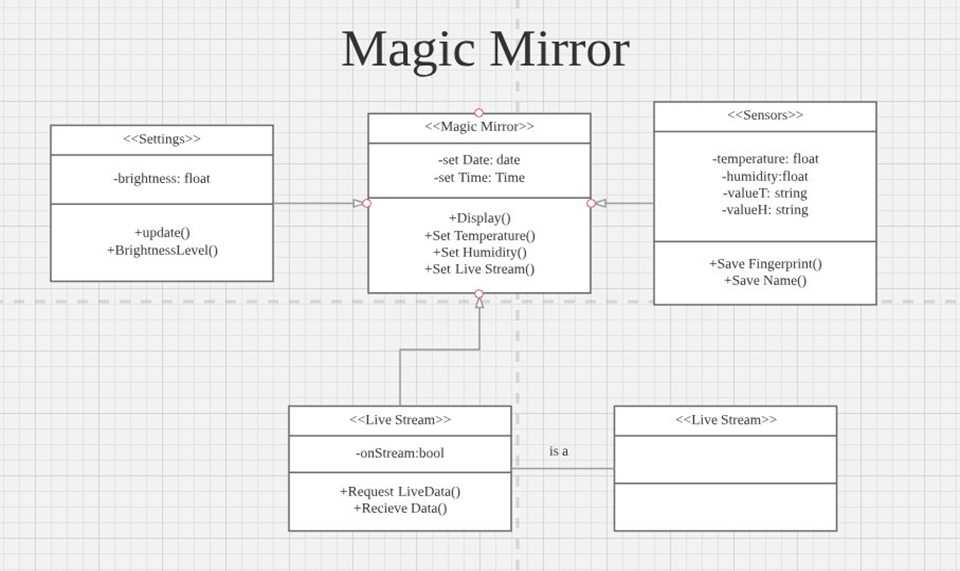 Magic Mirror
<<Settings>>
-brightness: float
+update()
+BrightnessLevel()
<<Magic Mirror>>
-set Date: date
-set Time: Time
+Display()
+Set Temperature()
+Set Humidity()
+Set Live Stream()
<<Sensors>>
-temperature: float
-humidity:float
-valueT: string
-valueH: string
+Save Fingerprint()
+Save Name()
<<Live Stream>>
-onStream:bool
+Request LiveData()
+Recieve Data()
is a
<<Live Stream>>